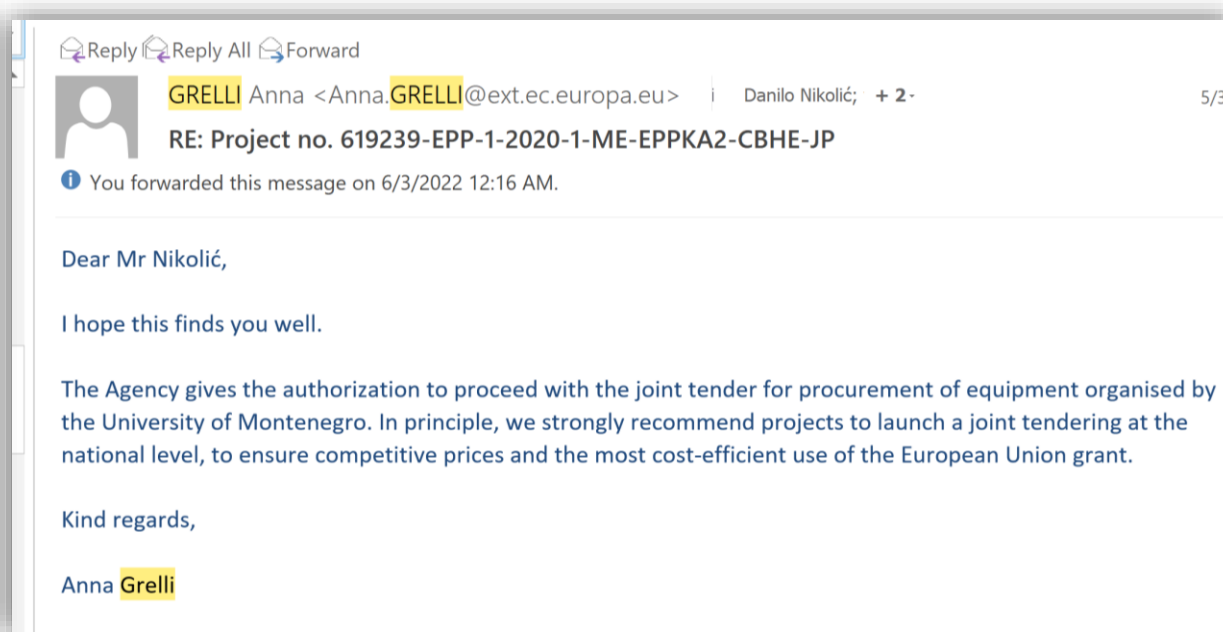 Reply Reply All Forward
GRELLI Anna <Anna.GRELLI@ext.ec.europa.eu> Danilo Nikolić; + 2 5/3
RE: Project no. 619239-EPP-1-2020-1-ME-EPPKA2-CBHE-JP
You forwarded this message on 6/3/2022 12:16 AM.
Dear Mr Nikolić,
I hope this finds you well.
The Agency gives the authorization to proceed with the joint tender for procurement of equipment organised by
the University of Montenegro. In principle, we strongly recommend projects to launch a joint tendering at the
national level, to ensure competitive prices and the most cost-efficient use of the European Union grant.
Kind regards,
Anna Grelli